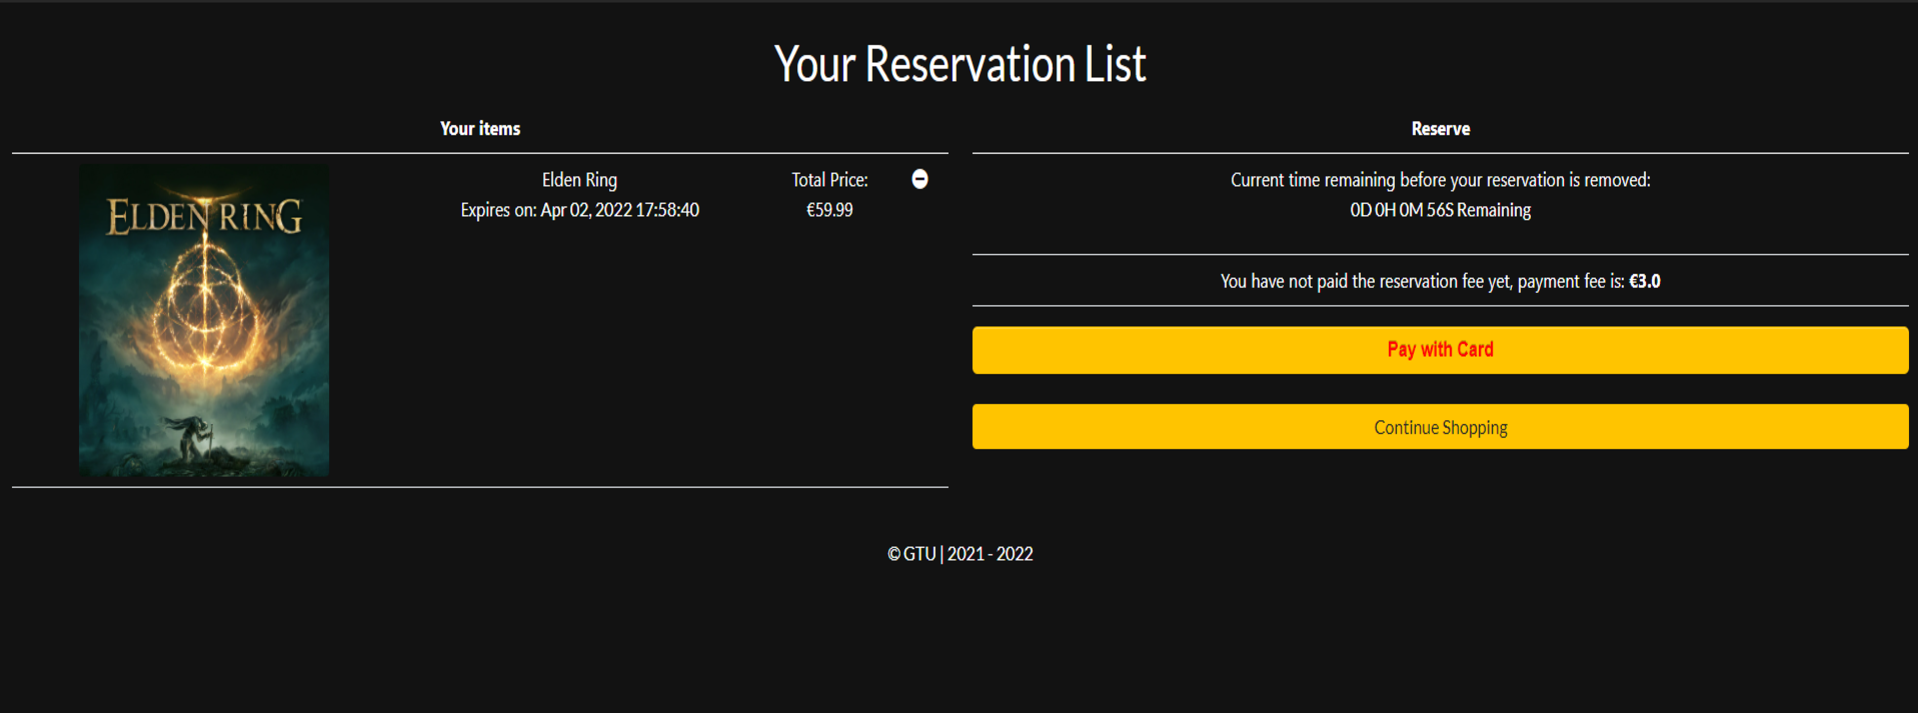 Your Reservation List
Your items
ELDEN RING
Elden Ring
Expires on: Apr 02, 2022 17:58:40
Total Price:
€59.99
Reserve
Current time remaining before your reservation is removed:
0D 0H 0M 56S Remaining
You have not paid the reservation fee yet, payment fee is: €3.0
Pay with Card
Continue Shopping
© GTU | 2021 - 2022